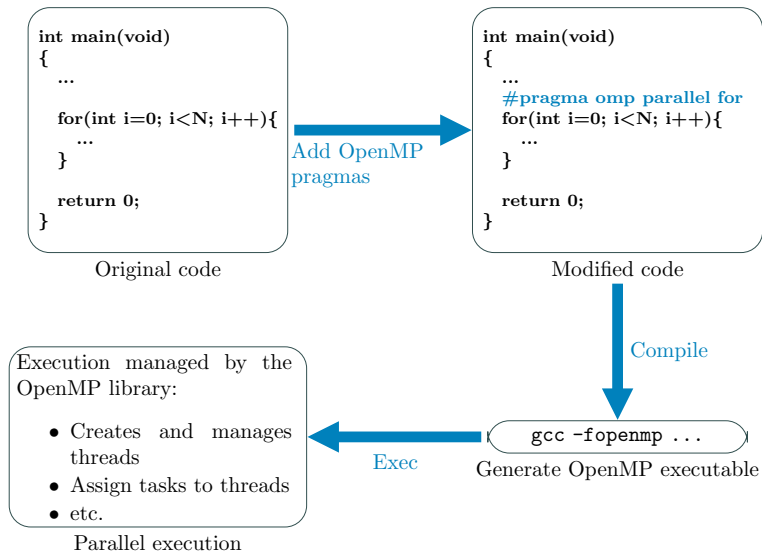 int main(void)
{
...
for(int i=0; i<N; i++){
...
}
return 0;
}
Original code
Add OpenMP
pragmas
int main(void)
{
...
#pragma omp parallel for
for(int i=0; i<N; i++){
...
}
return 0;
}
Modified code
Compile
gcc -fopenmp ...
Generate OpenMP executable
Exec
Execution managed by the
OpenMP library:
• Creates and manages
threads
• Assign tasks to threads
• etc.
Parallel execution